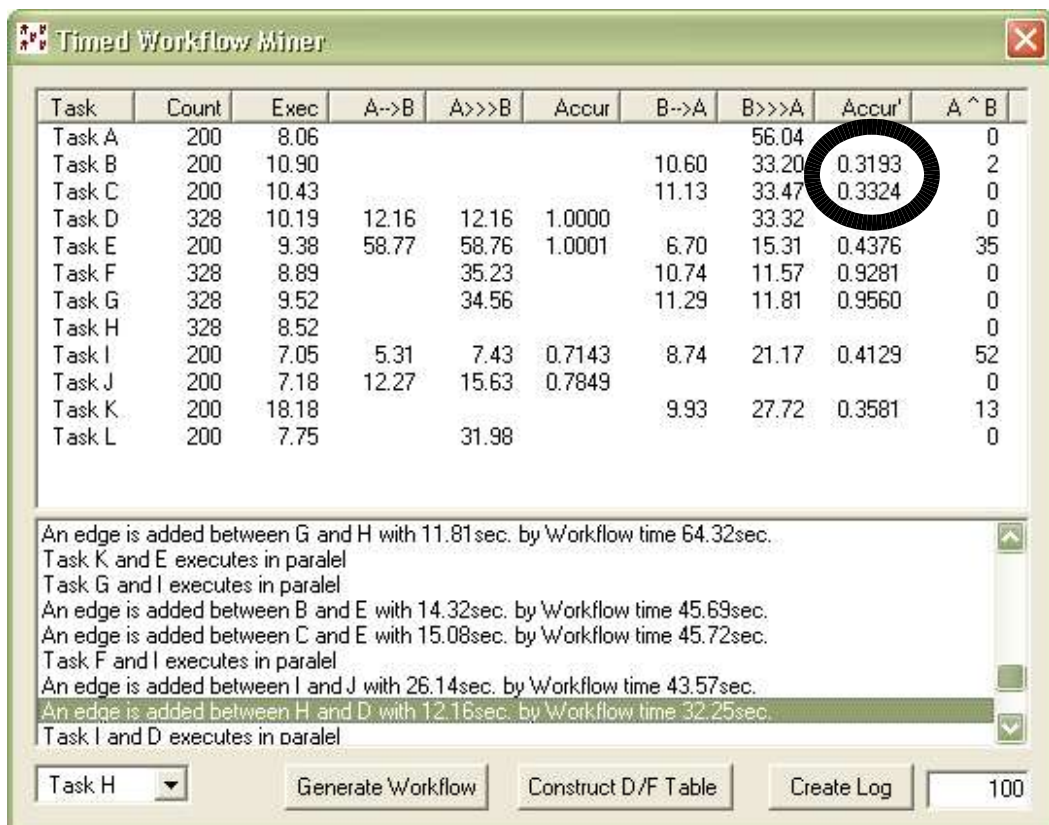 Timed Workflow Miner
Task Count Exec A-->B A>>>B Accur B-->A B>>>A Accur' A^B
Task A 200 8.06 56.04 0
Task B 200 10.90 10.60 33.20 0.3193 2
Task C 200 10.43 11.13 33.47 0.3324 0
Task D 328 10.19 12.16 12.16 1.0000 33.32 0
Task E 200 9.38 58.77 58.76 1.0001 6.70 15.31 0.4376 35
Task F 328 8.89 35.23 10.74 11.57 0.9281 0
Task G 328 9.52 34.56 11.29 11.81 0.9560 0
Task H 328 8.52 0
Task I 200 7.05 5.31 7.43 0.7143 8.74 21.17 0.4129 52
Task J 200 7.18 12.27 15.63 0.7849 0
Task K 200 18.18 9.93 27.72 0.3581 13
Task L 200 7.75 31.98 0
An edge is added between G and H with 11.81sec. by Workflow time 64.32sec.
Task K and E executes in paralel
Task G and I executes in paralel
An edge is added between B and E with 14.32sec. by Workflow time 45.69sec.
An edge is added between C and E with 15.08sec. by Workflow time 45.72sec.
Task F and I executes in paralel
An edge is added between I and J with 26.14sec. by Workflow time 43.57sec.
An edge is added between H and D with 12.16sec. by Workflow time 32.25sec.
Task I and D executes in paralel
Task H Generate Workflow Construct D/F Table Create Log 100